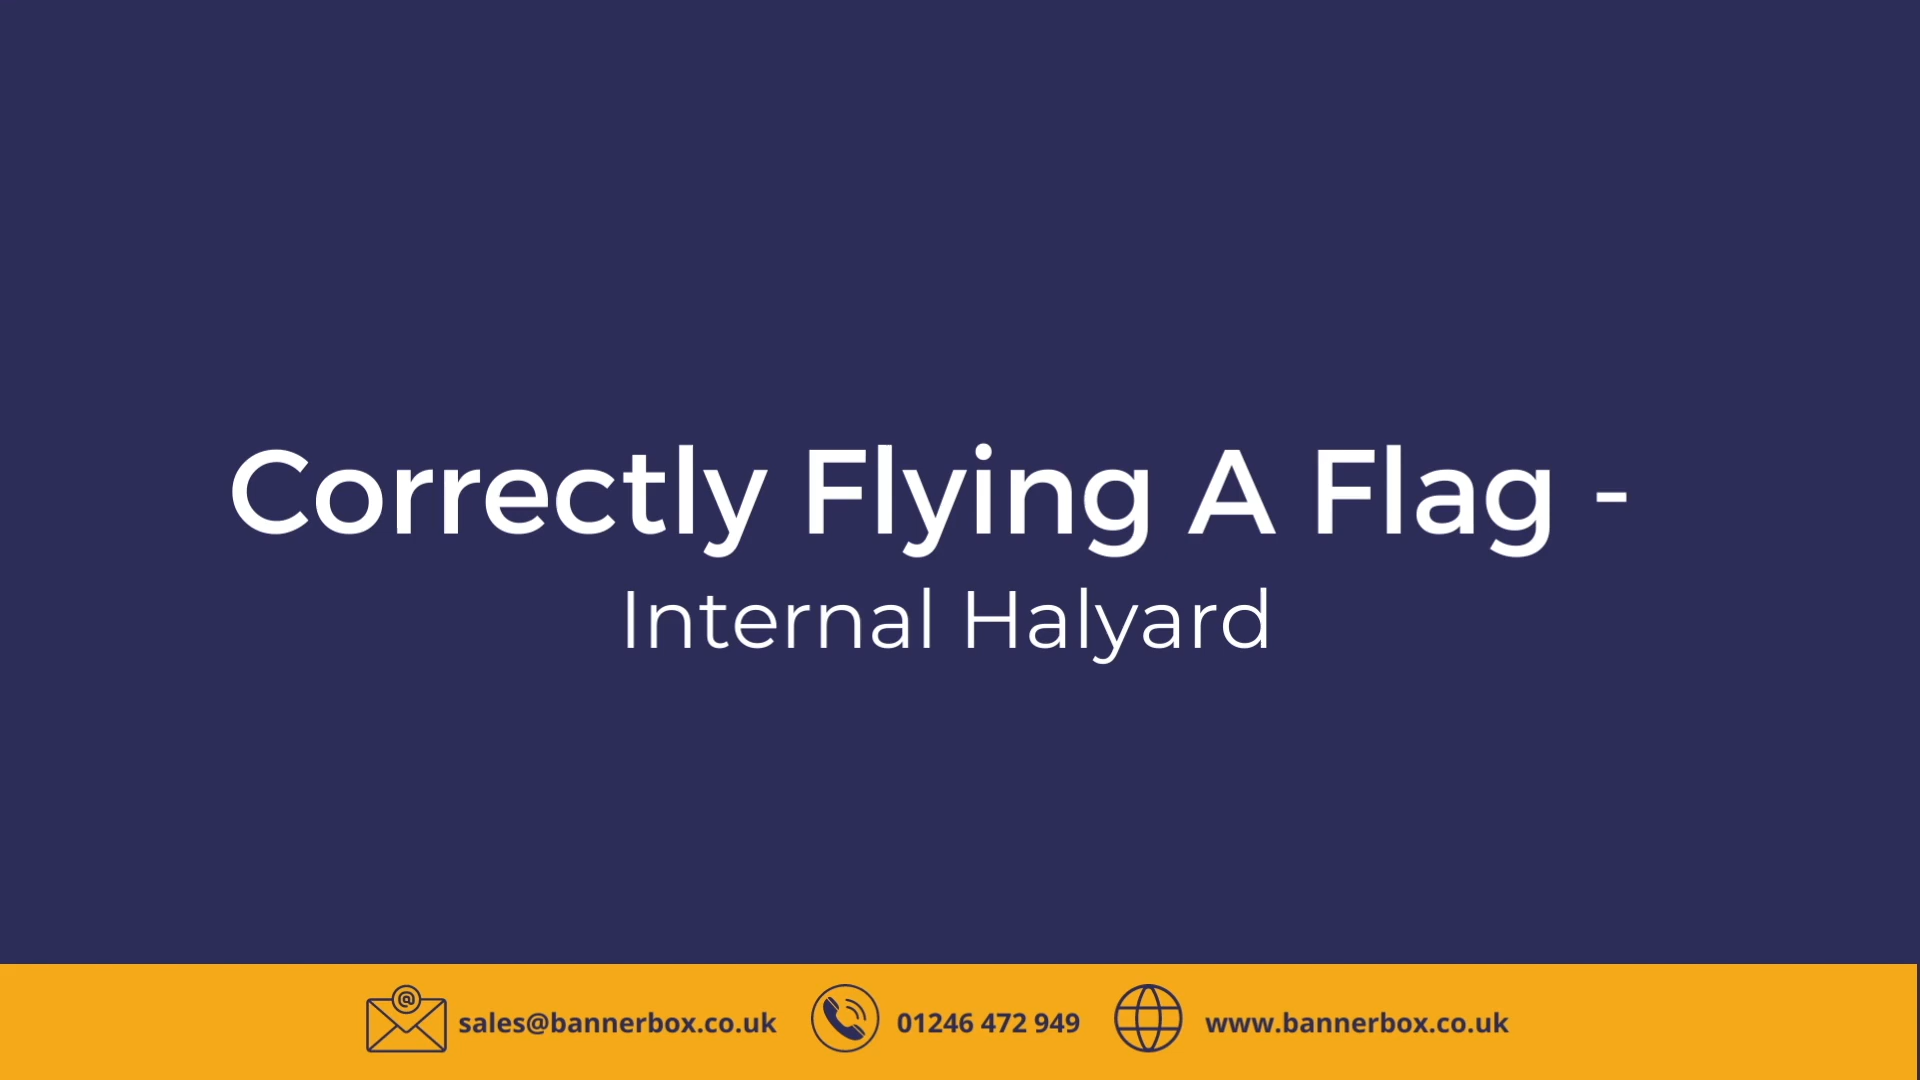 Correctly Flying A Flag -
Internal Halyard
sales@bannerbox.co.uk 01246 472 949 www.bannerbox.co.uk